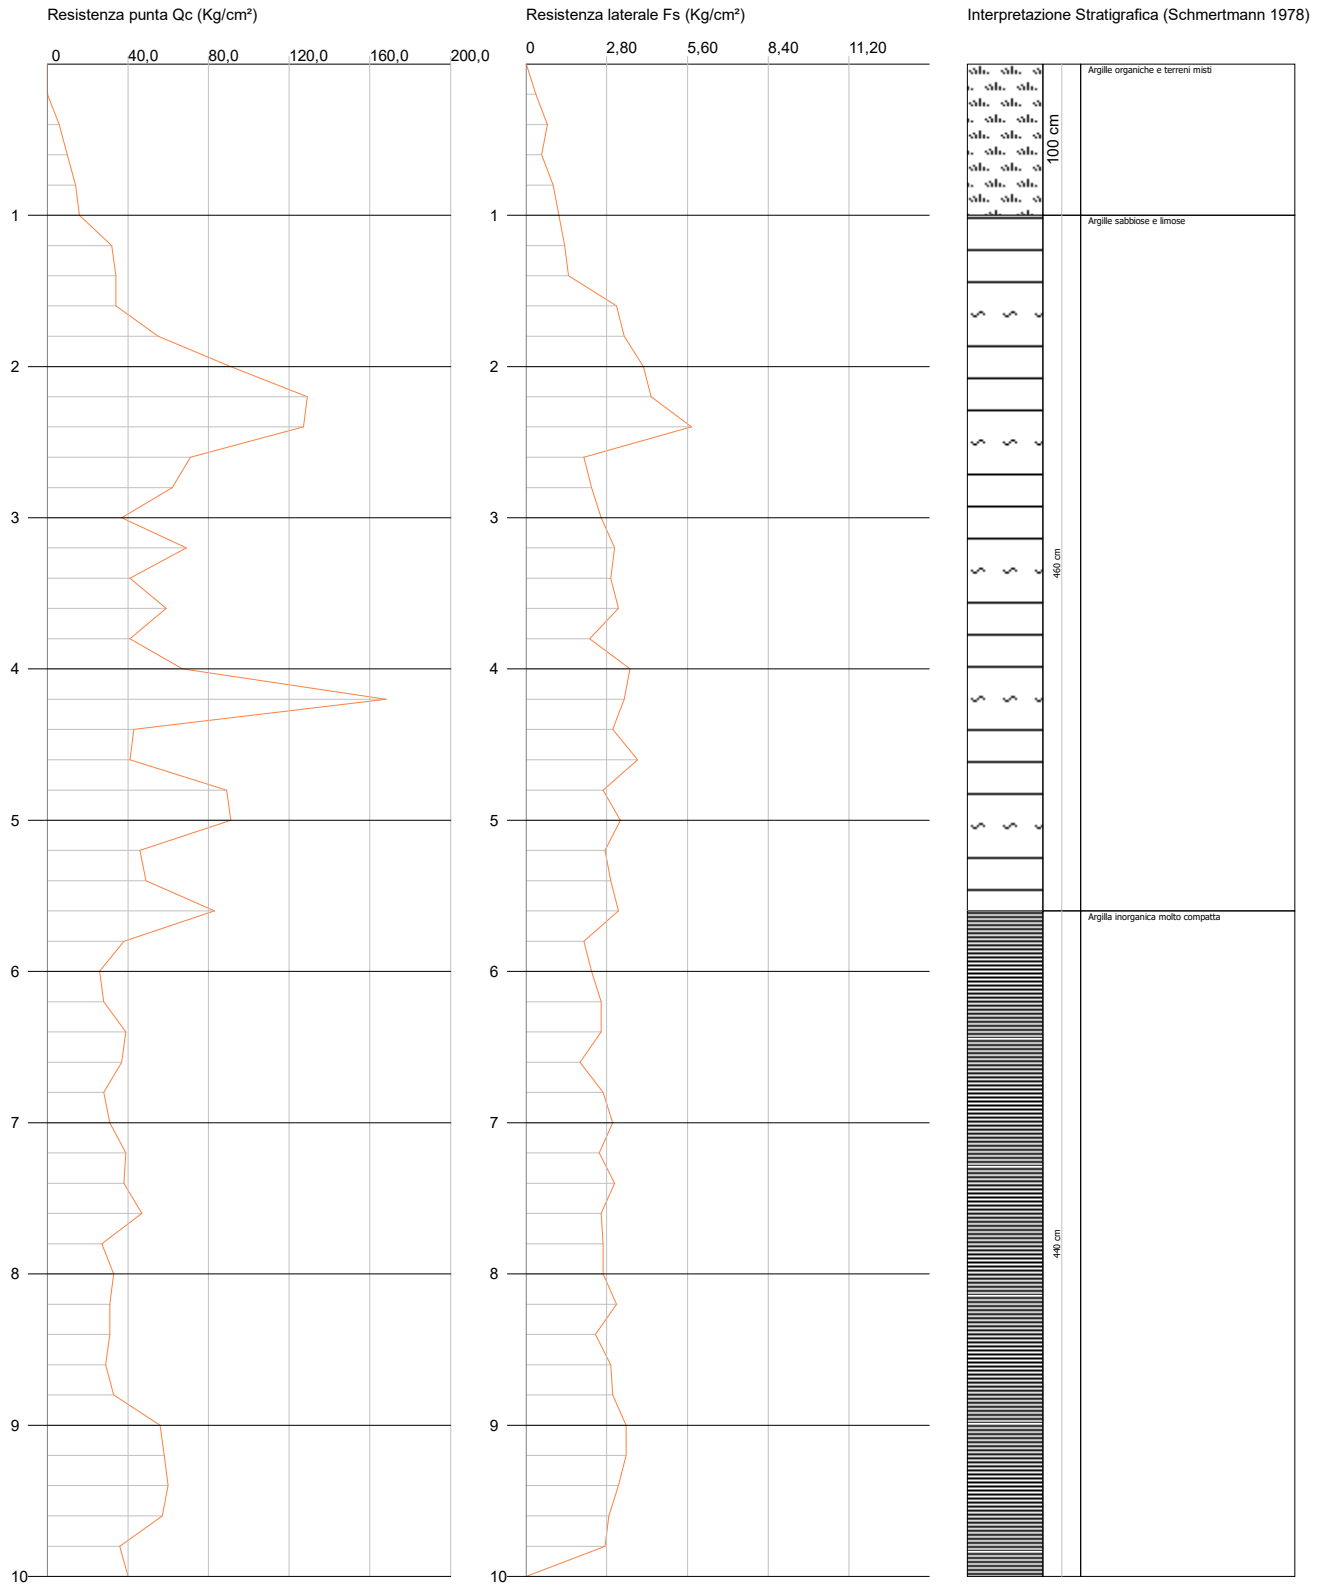 Resistenza punta Qc (Kg/cm²)
0 40,0 80,0 120,0 160,0 200,0
1
2
3
4
5
6
7
8
9
10
Resistenza laterale Fs (Kg/cm²)
0 2,80 5,60 8,40 11,20
1
2
3
4
5
6
7
8
9
10
Interpretazione Stratigrafica (Schmertmann 1978)
100 cm
Argille organiche e terreni misti
460 cm
Argille sabbiose e limose
440 cm
Argilla inorganica molto compatta